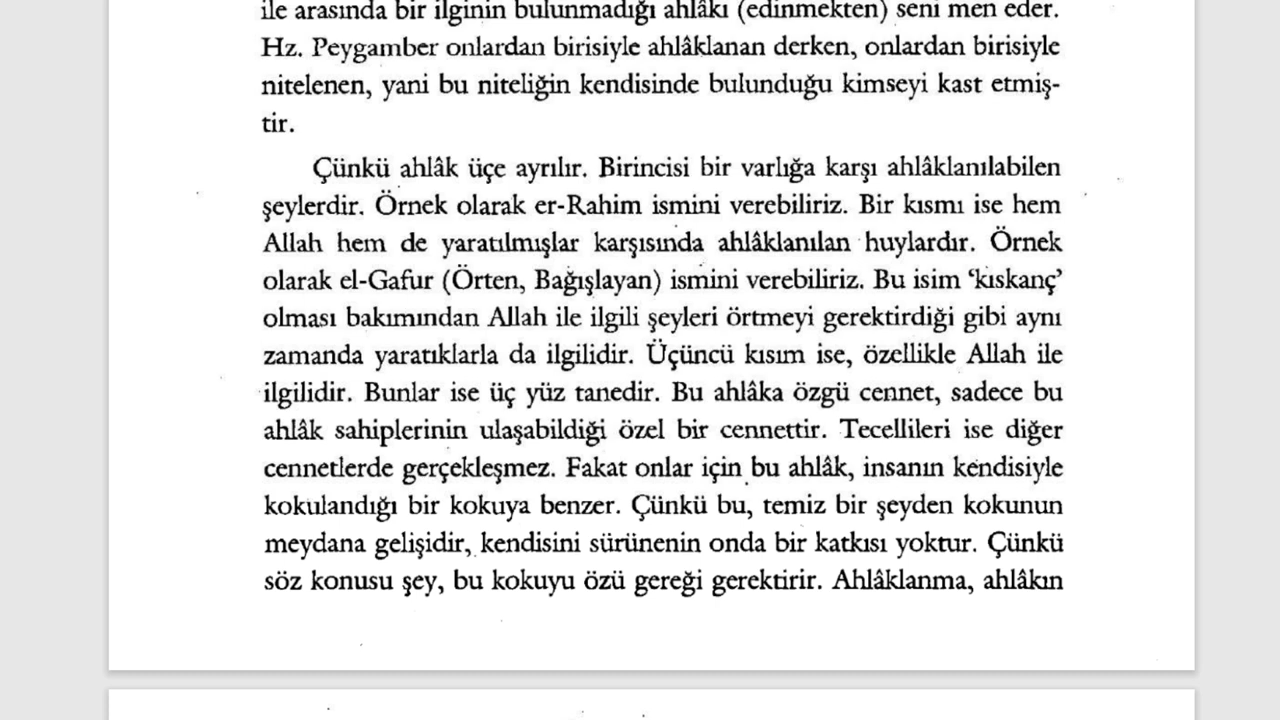 ile arasında bir ilginin bulunmadığı ahlâkı (edinmekten) seni men eder.
Hz. Peygamber onlardan birisiyle ahlâklanan derken, onlardan birisiyle
nitelenen, yani bu niteliğin kendisinde bulunduğu kimseyi kast etmiş-
tir.
Çünkü ahlâk üçe ayrılır. Birincisi bir varlığa karşı ahlâklanılabilen
şeylerdir. Örnek olarak er-Rahim ismini verebiliriz. Bir kısmı ise hem
Allah hem de yaratılmışlar karşısında ahlâklanılan huylardır. Örnek
olarak el-Gafur (Örten, Bağışlayan) ismini verebiliriz. Bu isim ‘kıskanç’
olması bakımından Allah ile ilgili şeyleri örtmeyi gerektirdiği gibi aynı
zamanda yaratıklarla da ilgilidir. Üçüncü kısım ise, özellikle Allah ile
ilgilidir. Bunlar ise üç yüz tanedir. Bu ahlâka özgü cennet, sadece bu
ahlâk sahiplerinin ulaşabildiği özel bir cennettir. Tecellileri ise diğer
cennetlerde gerçekleşmez. Fakat onlar için bu ahlâk, insanın kendisiyle
kokulandığı bir kokuya benzer. Çünkü bu, temiz bir şeyden kokunun
meydana gelişidir, kendisini sürünenin onda bir katkısı yoktur. Çünkü
söz konusu şey, bu kokuyu özü gereği gerektirir. Ahlâklanma, ahlâkın